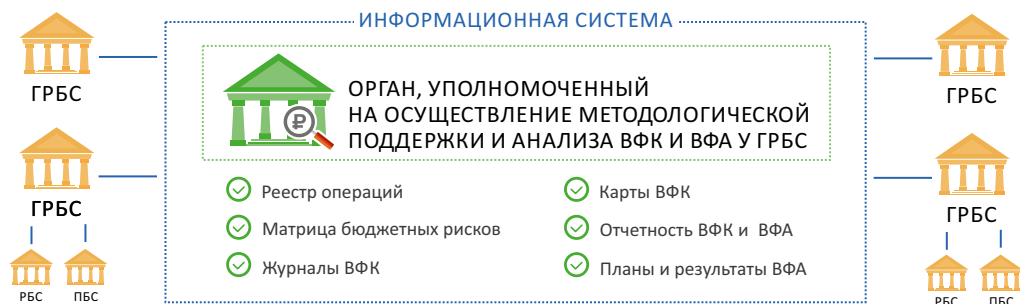 ИНФОРМАЦИОННАЯ СИСТЕМА
ГРБС
ГРБС
РБС
ПБС
ОРГАН, УПОЛНОМОЧЕННЫЙ
НА ОСУЩЕСТВЛЕНИЕ МЕТОДОЛОГИЧЕСКОЙ
ПОДДЕРЖКИ И АНАЛИЗА ВФК И ВФА У ГРБС
Реестр операций
Матрица бюджетных рисков
Журналы ВФК
Карты ВФК
Отчетность ВФК и ВФА
Планы и результаты ВФА
ГРБС
ГРБС
РБС
ПБС